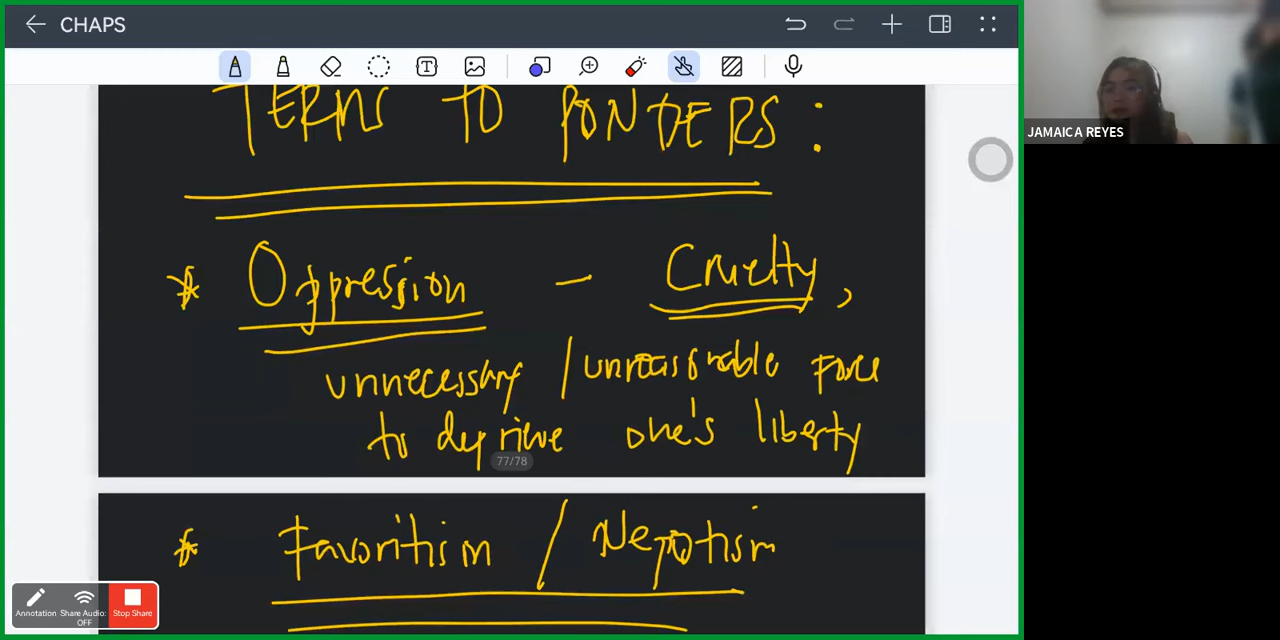 CHAPS
TERMS TO PONDERS :
* Oppression - Cruelty,
unnecessary / unreasonable Force
to deprieve one's liberty
77/78
* Favoritism / Nepotism
JAMAICA REYES
Annotation Share Audio: OFF Stop Share